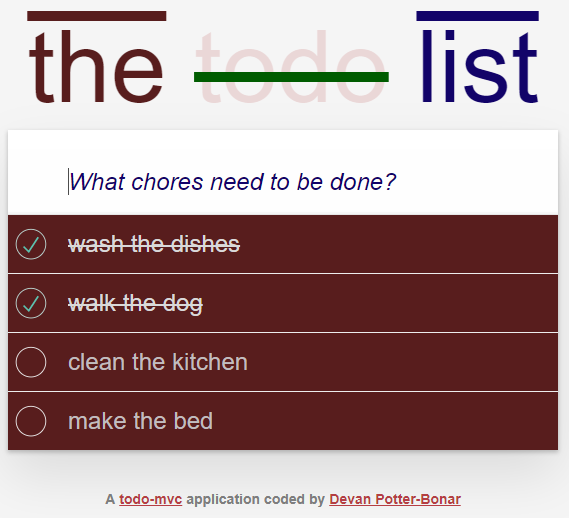 the todo list
What chores need to be done?
wash the dishes
walk the dog
clean the kitchen
make the bed
A todo-mvc application coded by Devan Potter-Bonar